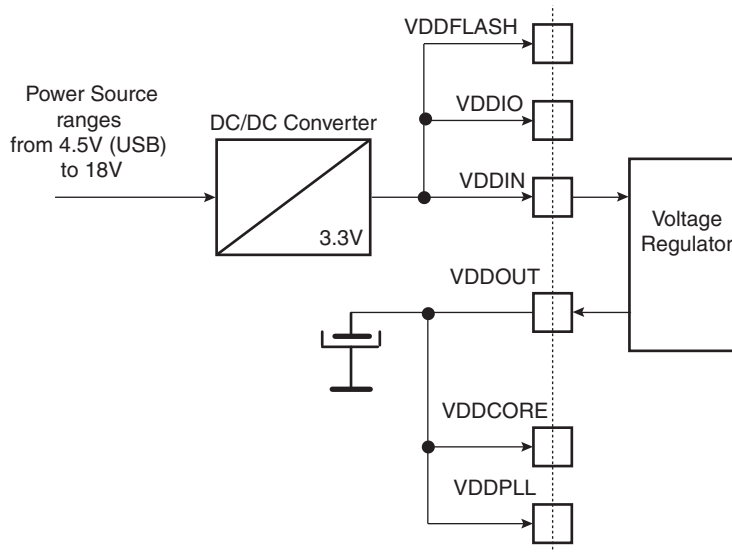 VDDFLASH
Power Source
ranges
from 4.5V (USB)
to 18V
DC/DC Converter
VDDIO
VDDIN
3.3V
Voltage
Regulator
VDDOUT
VDDCORE
VDDPLL